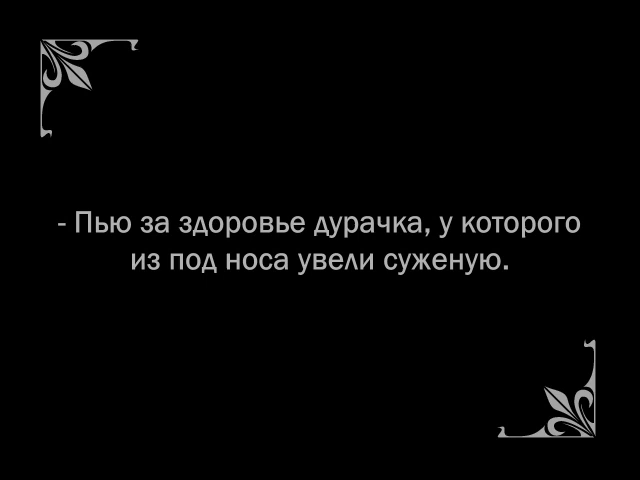 - Пью за здоровье дурачка, у которого
из под носа увели суженую.